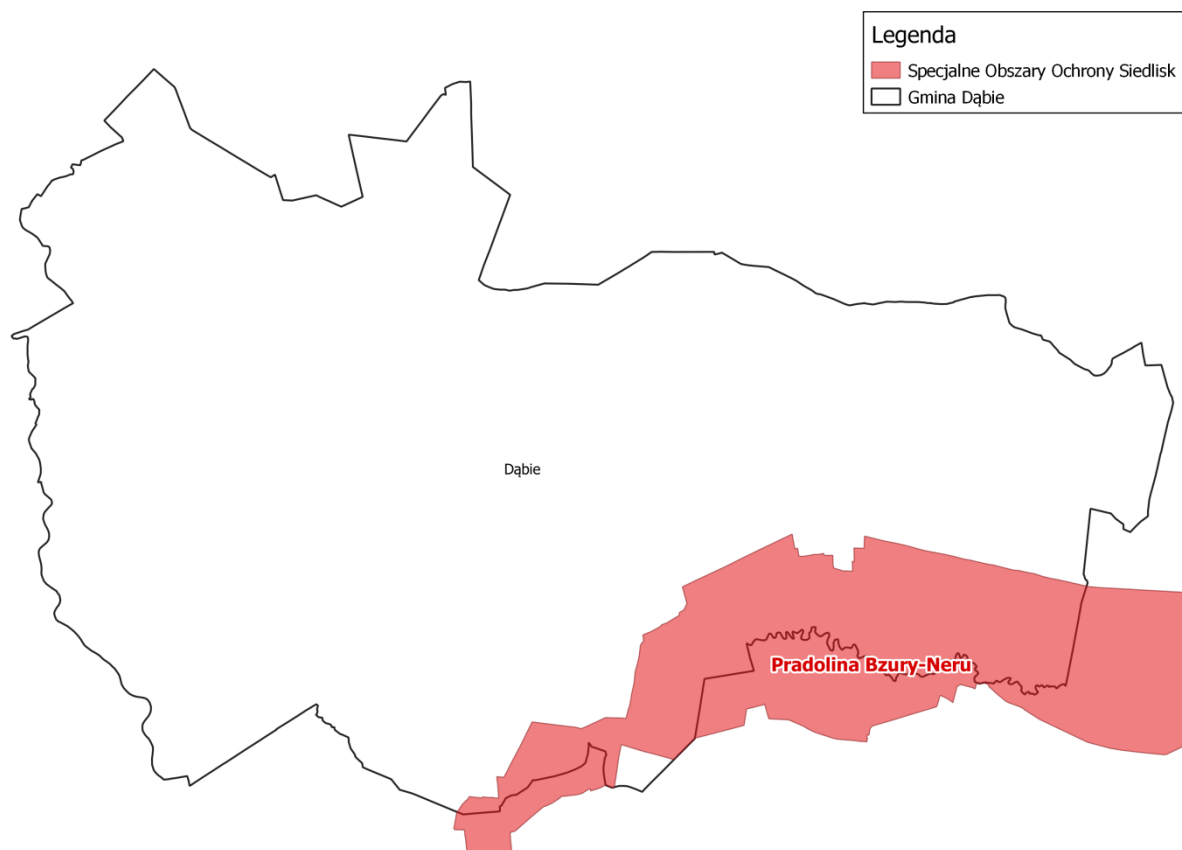 Legenda
Specjalne Obszary Ochrony Siedlisk
Gmina Dąbie
Dąbie
Pradolina Bzury-Neru